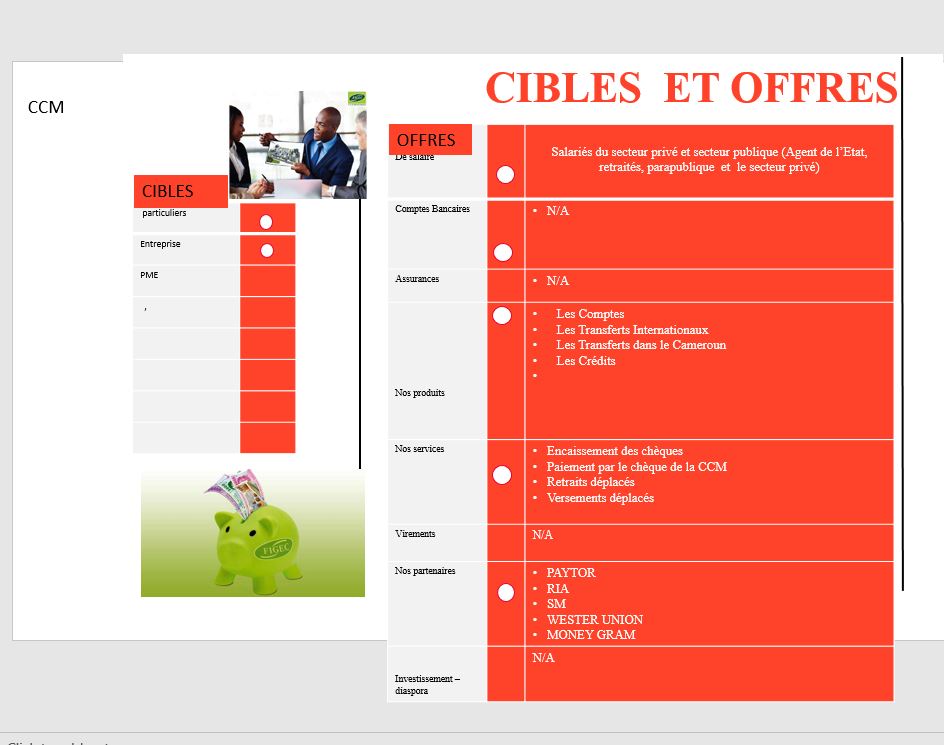 CIBLES ET OFFRES
CCM
CIBLES
particuliers
Entreprise
PME
,
FIGEC
OFFRES
De salaire
Salariés du secteur privé et secteur publique (Agent de l’Etat,
retraités, parapublique et le secteur privé)
Comptes Bancaires
• N/A
Assurances
• N/A
Nos produits
• Les Comptes
• Les Transferts Internationaux
• Les Transferts dans le Cameroun
• Les Crédits
•
Nos services
• Encaissement des chèques
• Paiement par le chèque de la CCM
• Retraits déplacés
• Versements déplacés
Virements
N/A
Nos partenaires
• PAYTOR
• RIA
• SM
• WESTER UNION
• MONEY GRAM
Investissement –
diaspora
N/A